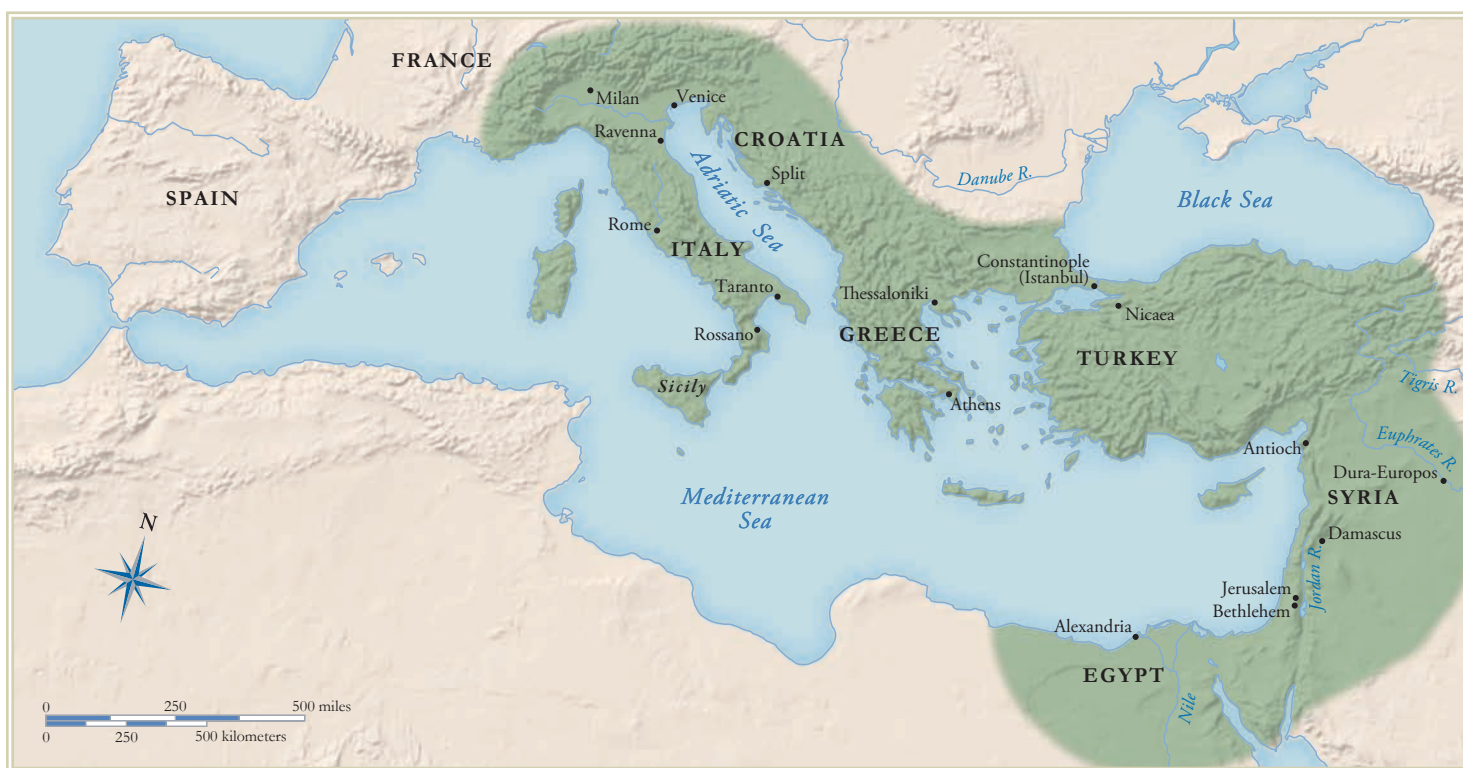 FRANCE
Milan
Venice
Ravenna
CROATIA
Adriatic Sea
Split
SPAIN
Danube R.
Black Sea
Rome
ITALY
Constantinople
(Istanbul)
Taranto
Thessaloniki
Nicaea
Rossano
GREECE
TURKEY
Sicily
Tigris R.
Athens
Antioch
Euphrates R.
Dura-Europos
SYRIA
Mediterranean
Sea
N
Damascus
Jordan R.
Jerusalem
Bethlehem
Alexandria
EGYPT
Nile
0 250 500 miles
0 250 500 kilometers